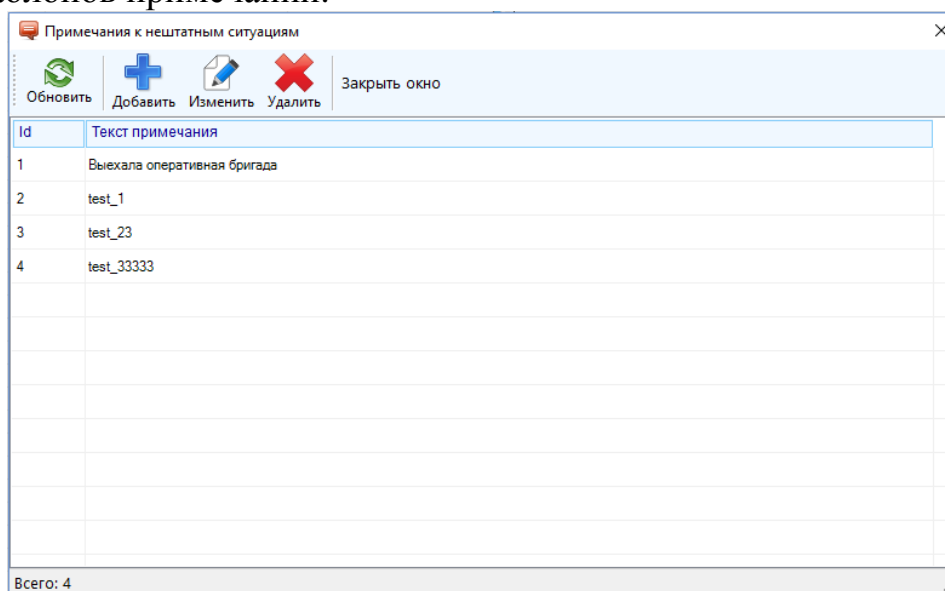 примечаний.
Примечания к нештатным ситуациям
Обновить Добавить Изменить Удалить Закрыть окно
Id Текст примечания
1 Выехала оперативная бригада
2 test_1
3 test_23
4 test_33333
Всего: 4